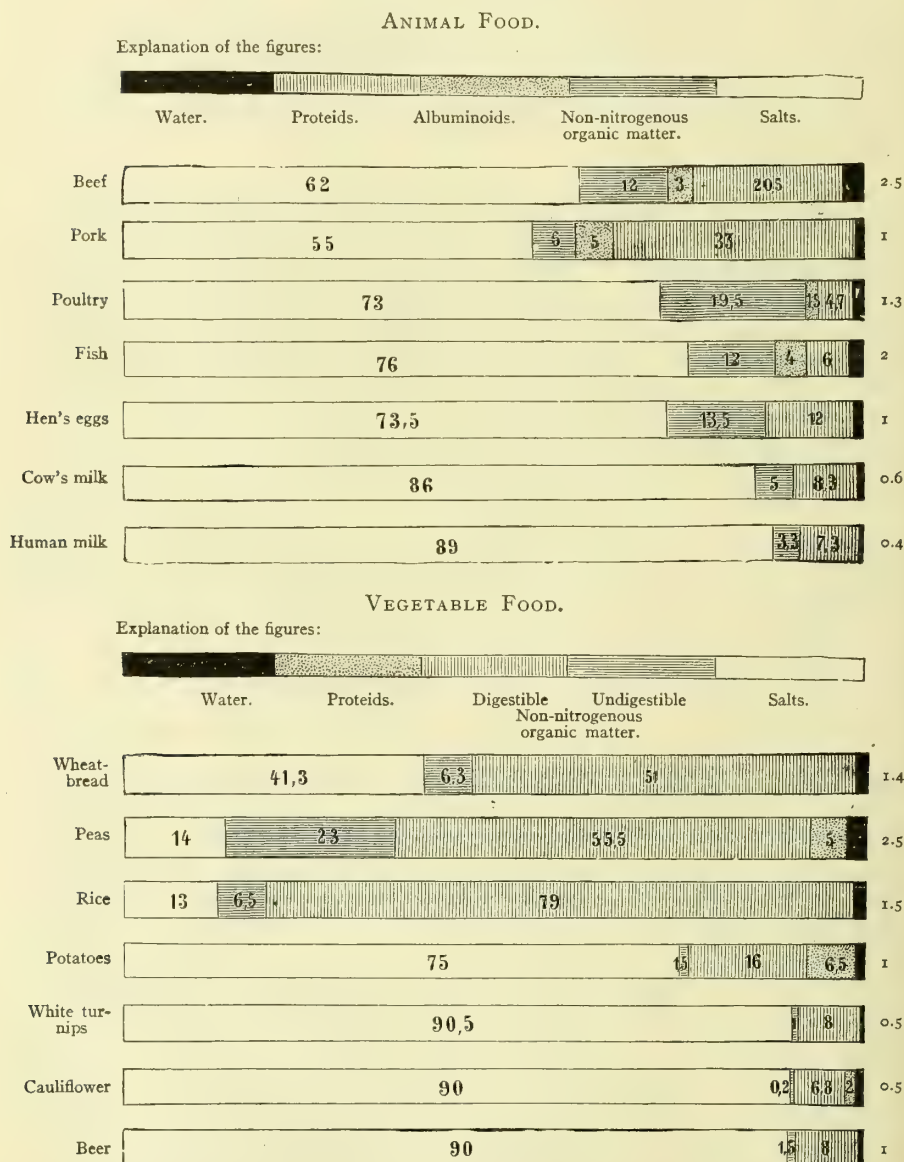 ANIMAL FOOD.
Explanation of the figures:
Water. Proteids. Albuminoids. Non-nitrogenous organic matter. Salts.
Beef 62 12 3 205 2.5
Pork 55 6 5 33 1
Poultry 73 19,5 1,3 4,7 1.3
Fish 76 12 4 6 2
Hen's eggs 73,5 13,5 12 1
Cow's milk 86 5 8,3 0.6
Human milk 89 3,3 7,3 0.4
VEGETABLE FOOD.
Explanation of the figures:
Water. Proteids. Digestible Undigestible Salts.
Non-nitrogenous
organic matter.
Wheat-
bread 41,3 6,3 51 1.4
Peas 14 23 55,5 5 2.5
Rice 13 6,5 79 1.5
Potatoes 75 15 16 6,5 1
White tur-
nips 90,5 8 0.5
Cauliflower 90 0,2 6,8 2 0.5
Beer 90 1,5 8 1